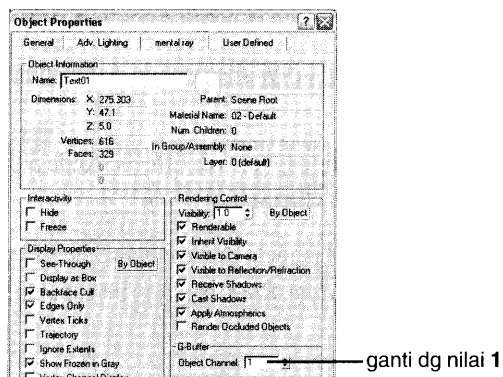 Object Properties
General Adv. Lighting mental ray User Defined
Object Information
Name: Text01
Dimensions: X: 275.303
Y: 47.1
Z: 5.0
Vertices: 616
Faces: 329
0
0
Parent: Scene Root
Material Name: 02 - Default
Num. Children: 0
In Group/Assembly: None
Layer: 0 (default)
Interactivity
Hide
Freeze
Display Properties
See-Through By Object
Display as Box
Backface Cull
Edges Only
Vertex Ticks
Trajectory
Ignore Extents
Show Frozen in Gray
Vertex Channel Display
Rendering Control
Visibility: 1.0 By Object
Renderable
Inherit Visibility
Visible to Camera
Visible to Reflection/Refraction
Receive Shadows
Cast Shadows
Apply Atmospherics
Render Occluded Objects
G-Buffer
Object Channel: 1
ganti dg nilai 1